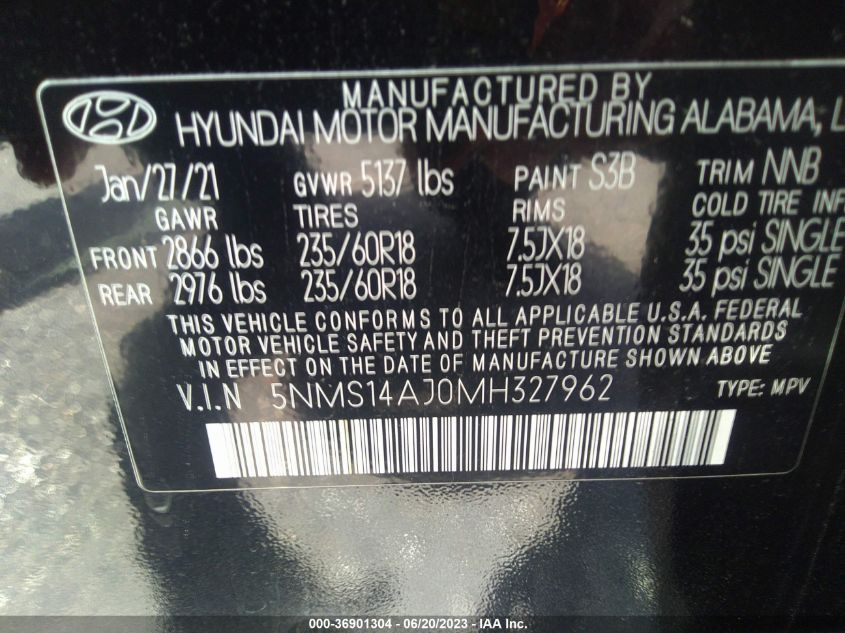 MANUFACTURED BY
HYUNDAI MOTOR MANUFACTURING ALABAMA, L
Jan/27/21 GVWR 5137 lbs PAINT S3B TRIM NNB
GAWR TIRES RIMS COLD TIRE INF
FRONT 2866 lbs 235/60R18 7.5JX18 35 psi SINGLE
REAR 2976 lbs 235/60R18 7.5JX18 35 psi SINGLE
THIS VEHICLE CONFORMS TO ALL APPLICABLE U.S.A. FEDERAL
MOTOR VEHICLE SAFETY AND THEFT PREVENTION STANDARDS
IN EFFECT ON THE DATE OF MANUFACTURE SHOWN ABOVE
V.I.N 5NMS14AJ0MH327962 TYPE: MPV
000-36901304 - 06/20/2023 - IAA Inc.